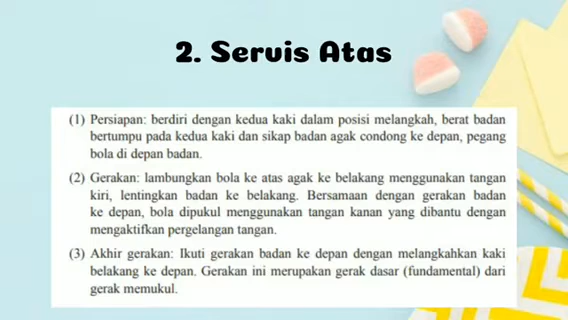 2. Servis Atas
(1) Persiapan: berdiri dengan kedua kaki dalam posisi melangkah, berat badan
bertumpu pada kedua kaki dan sikap badan agak condong ke depan, pegang
bola di depan badan.
(2) Gerakan: lambungkan bola ke atas agak ke belakang menggunakan tangan
kiri, lentingkan badan ke belakang. Bersamaan dengan gerakan badan
ke depan, bola dipukul menggunakan tangan kanan yang dibantu dengan
mengaktifkan pergelangan tangan.
(3) Akhir gerakan: Ikuti gerakan badan ke depan dengan melangkahkan kaki
belakang ke depan. Gerakan ini merupakan gerak dasar (fundamental) dari
gerak memukul.